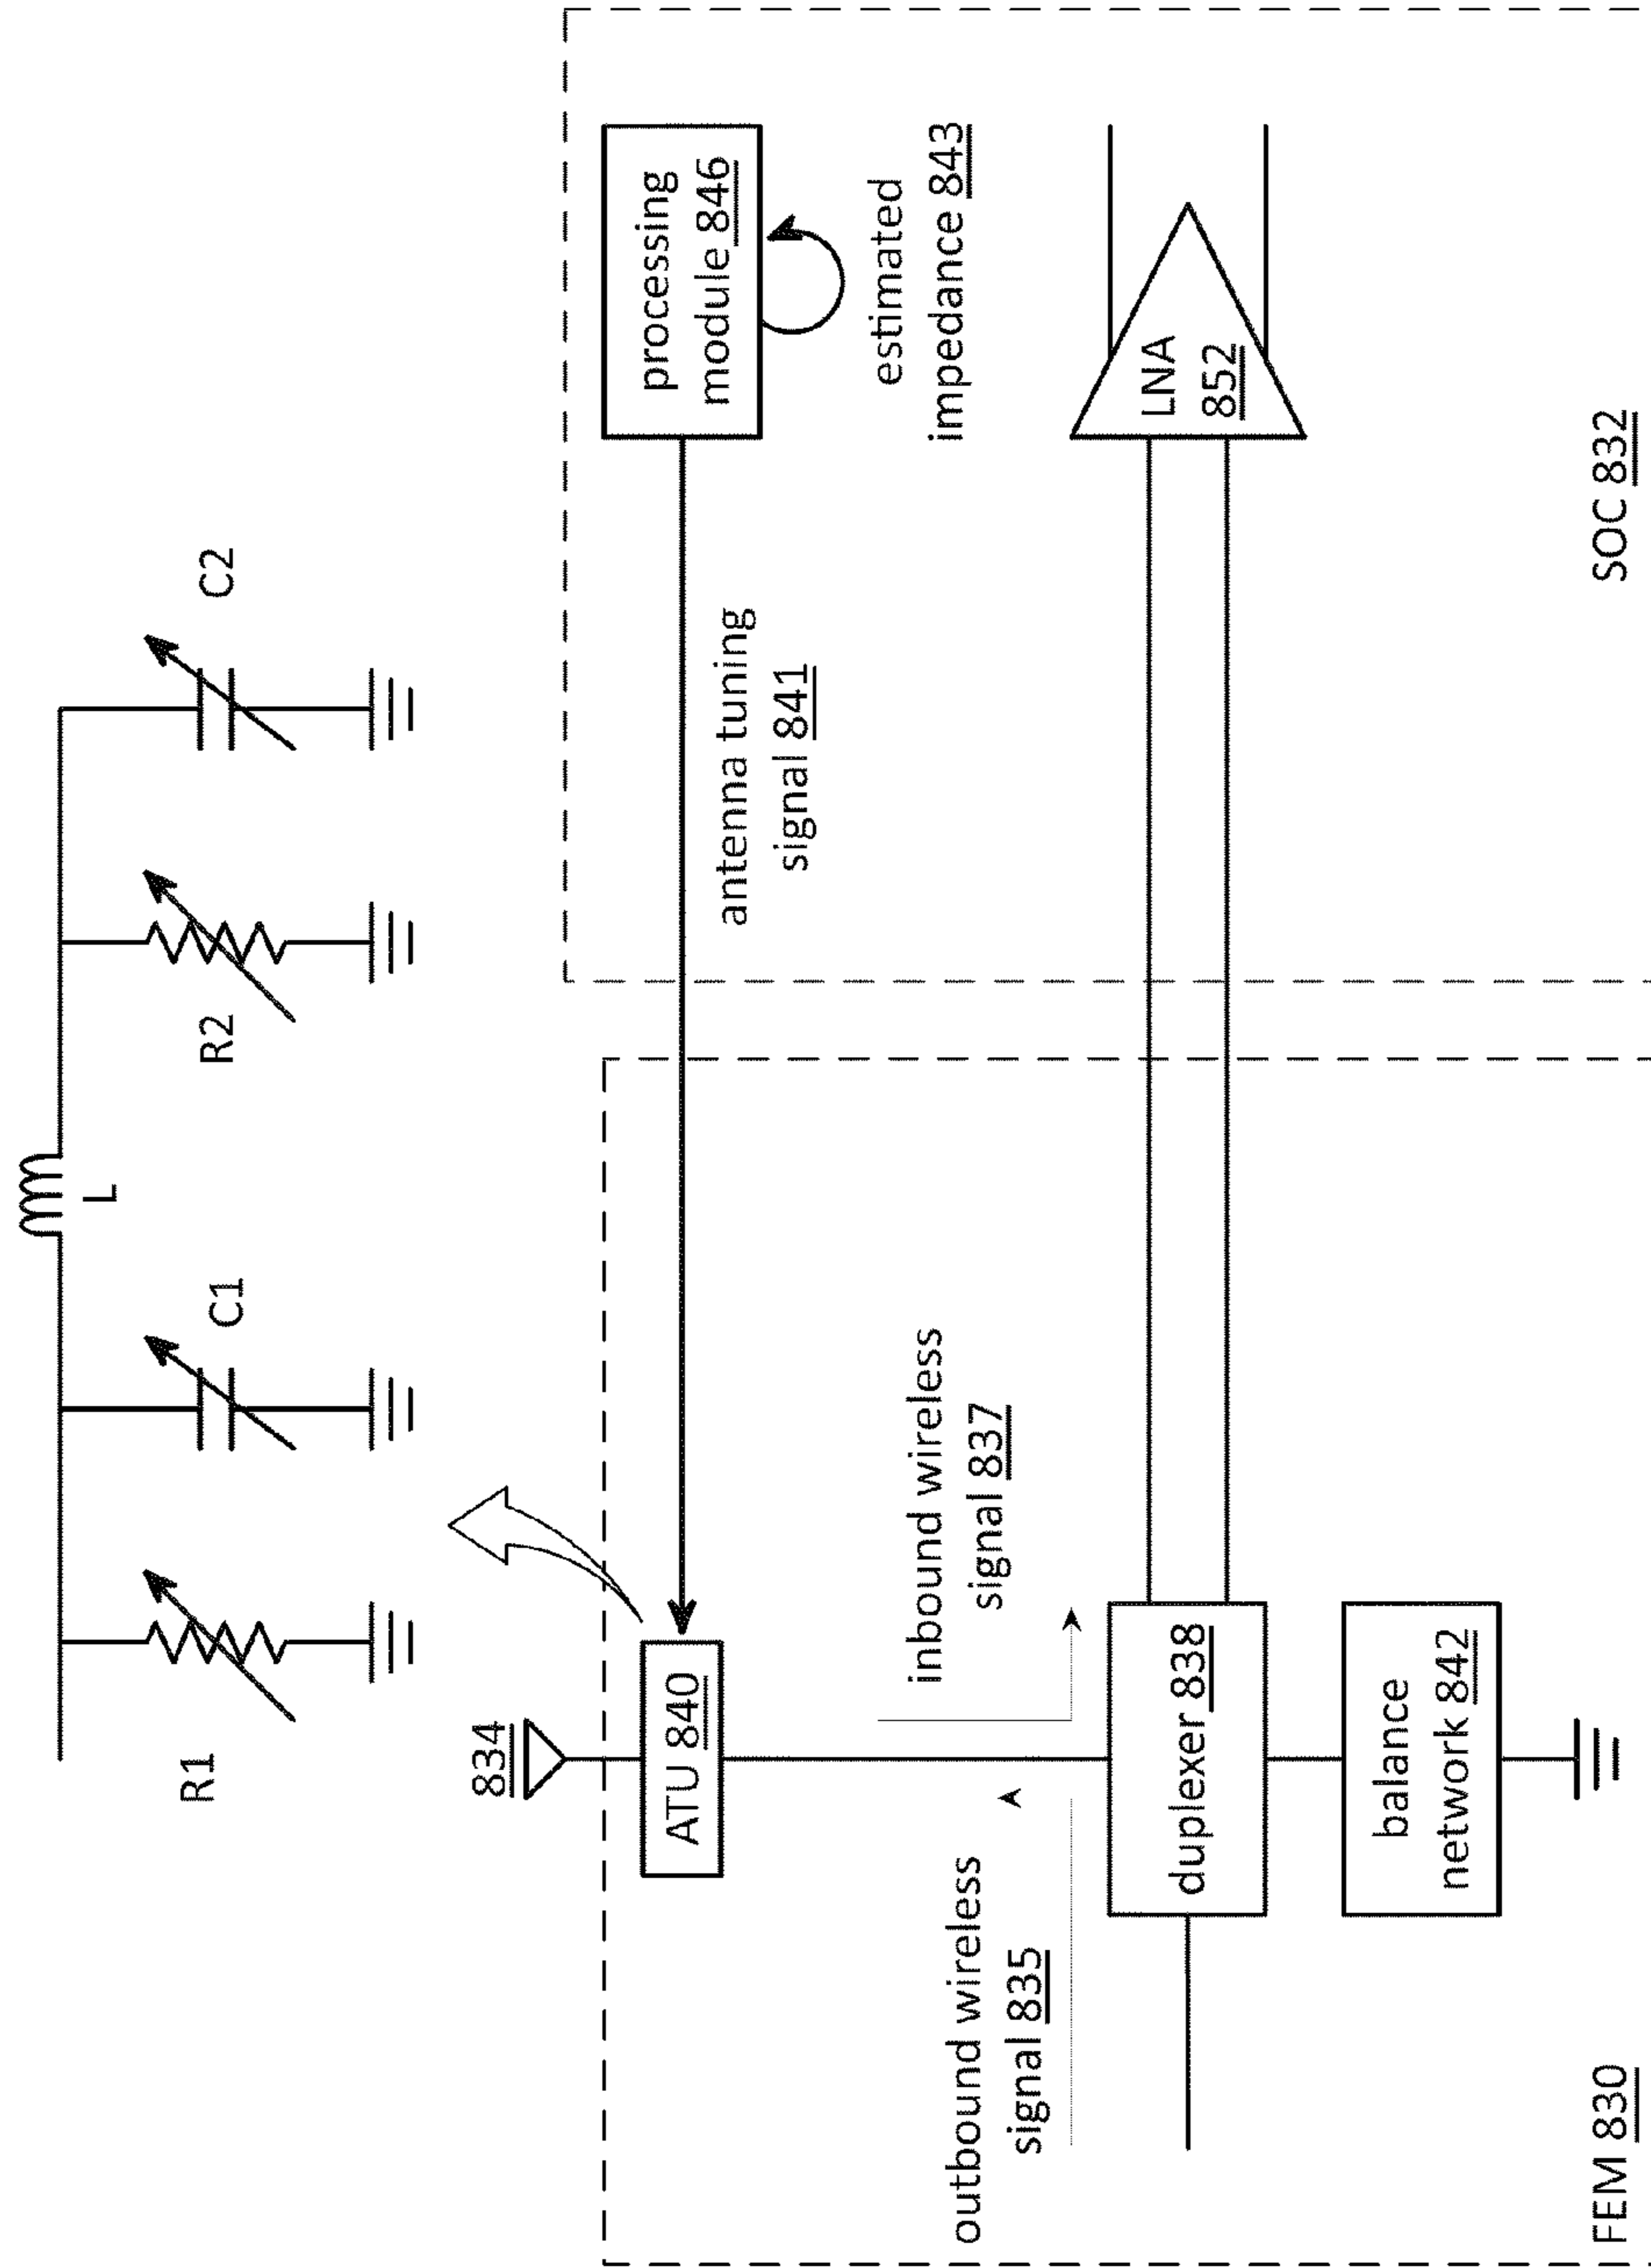 R1
C1
L
R2
C2
834
ATU 840
antenna tuning
signal 841
processing
module 846
estimated
impedance 843
inbound wireless
signal 837
outbound wireless
signal 835
duplexer 838
LNA
852
balance
network 842
FEM 830
SOC 832